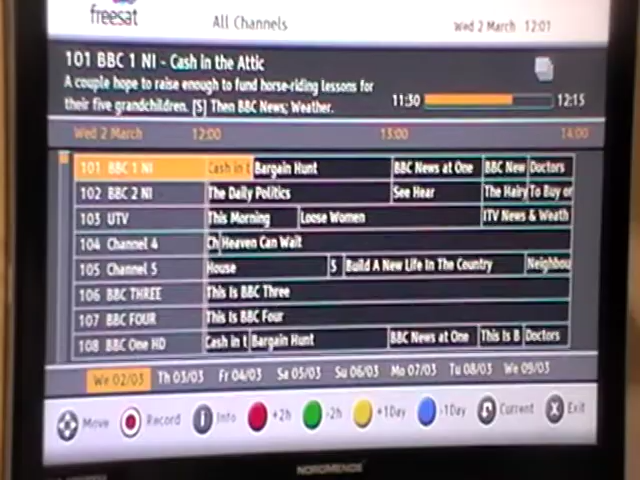 freesat All Channels Wed 2 March 12:01
101 BBC 1 NI - Cash in the Attic
A couple hope to raise enough to fund horse-riding lessons for
their five grandchildren. [S] Then BBC News; Weather. 11:30 12:15
Wed 2 March 12:00 13:00 14:00
101 BBC 1 NI Cash in t Bargain Hunt BBC News at One BBC New Doctors
102 BBC 2 NI The Daily Politics See Hear The Hairy To Buy or
103 UTV This Morning Loose Women ITV News & Weath
104 Channel 4 Ch Heaven Can Wait
105 Channel 5 House 5 Build A New Life In The Country Neighbou
106 BBC THREE This Is BBC Three
107 BBC FOUR This Is BBC Four
108 BBC One HD Cash in t Bargain Hunt BBC News at One This Is B Doctors
We 02/03 Th 03/03 Fr 04/03 Sa 05/03 Su 06/03 Mo 07/03 Tu 08/03 We 09/03
Move Record i Info +2h -2h +10ay -1Day Current X Exit
NORDMENDE